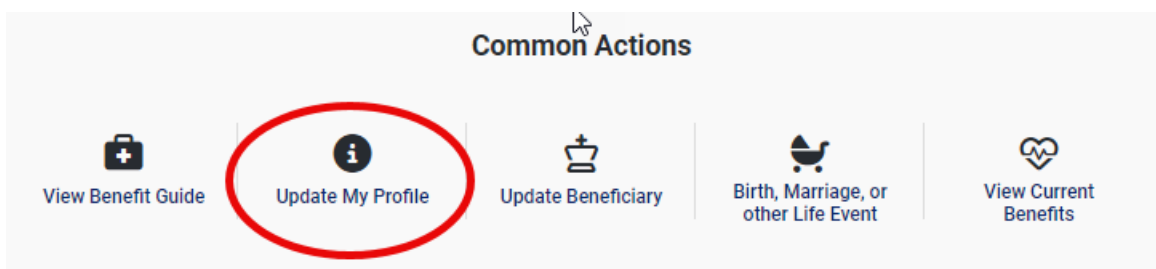 Common Actions
View Benefit Guide
Update My Profile
Update Beneficiary
Birth, Marriage, or
other Life Event
View Current
Benefits